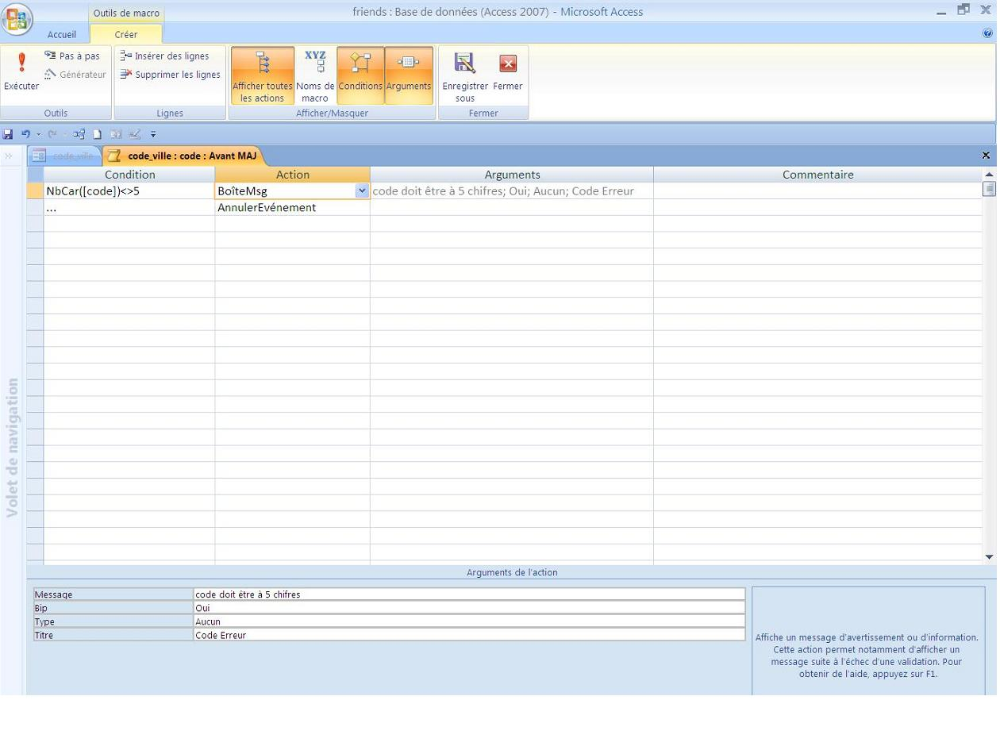 Outils de macro
friends : Base de données (Access 2007) - Microsoft Access
Accueil
Créer
Exécuter
Pas à pas
Générateur
Outils
Insérer des lignes
Supprimer les lignes
Lignes
Afficher toutes
les actions
Noms de
macro
Conditions
Arguments
Afficher/Masquer
Enregistrer
sous
Fermer
Fermer
code_ville
code_ville : code : Avant MAJ
Condition Action Arguments Commentaire
NbCar([code])<>5 BoîteMsg code doit être à 5 chifres; Oui; Aucun; Code Erreur
... AnnulerEvénement
Volet de navigation
Arguments de l'action
Message code doit être à 5 chifres
Bip Oui
Type Aucun
Titre Code Erreur
Affiche un message d'avertissement ou d'information.
Cette action permet notamment d'afficher un
message suite à l'échec d'une validation. Pour
obtenir de l'aide, appuyez sur F1.